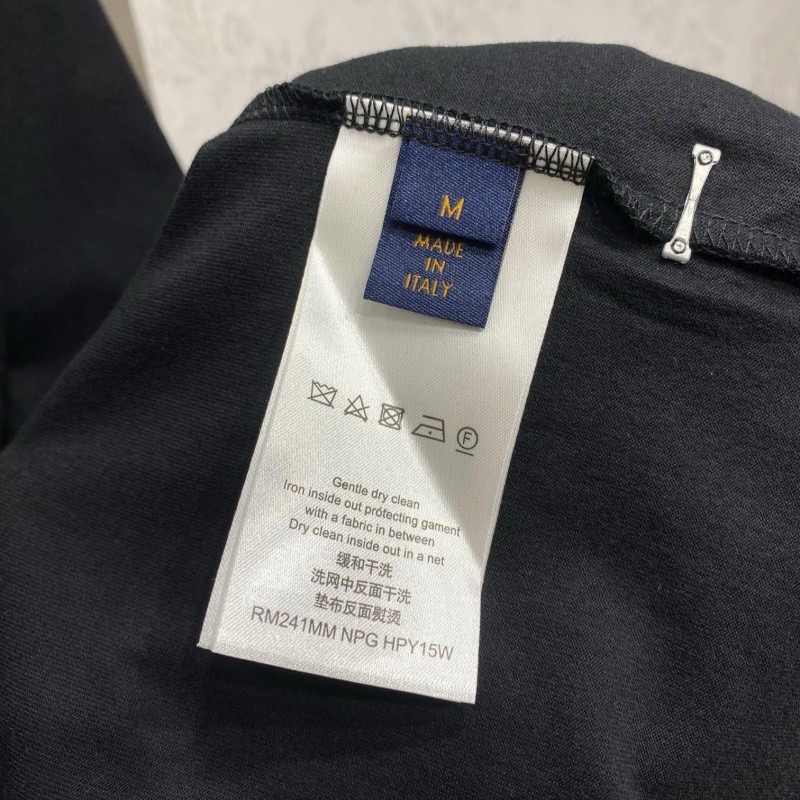 M
MADE
IN
ITALY
F
Gentle dry clean
Iron inside out protecting gament
with a fabric in between
Dry clean inside out in a net
缓和干洗
洗网中反面干洗
垫布反面熨烫
RM241MM NPG HPY15W